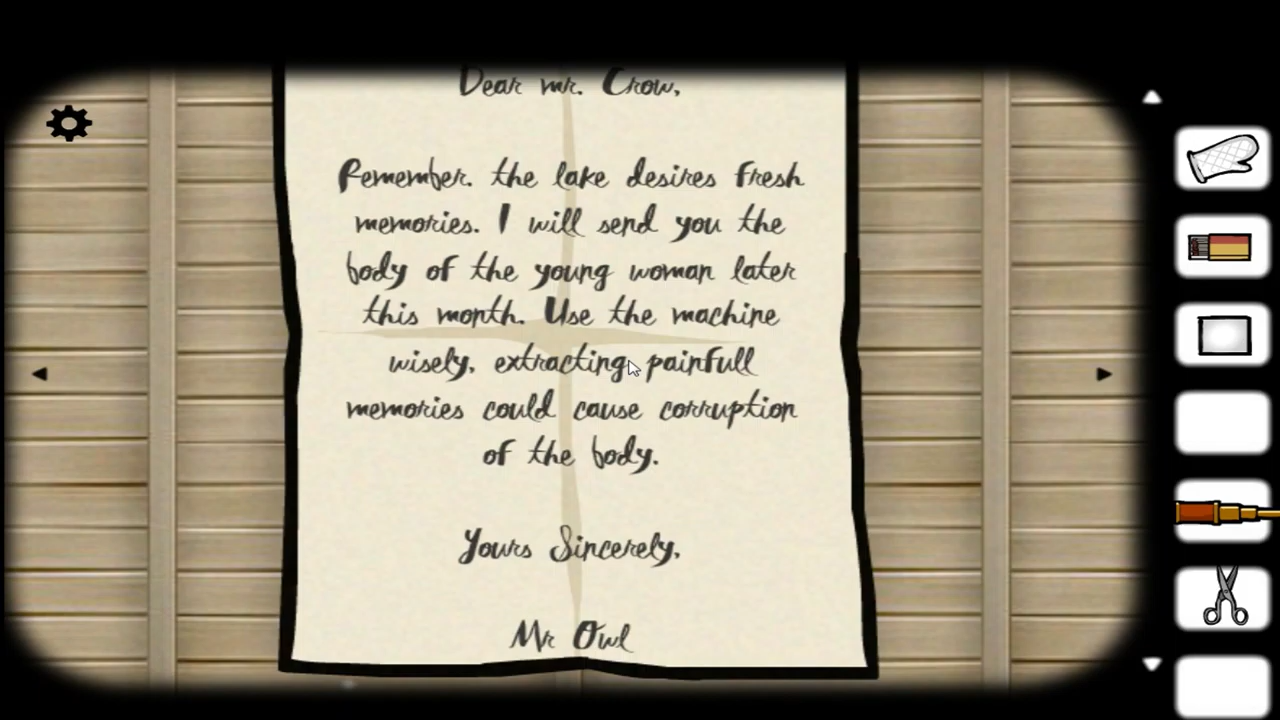 Dear mr. Crow,
Remember. the lake desires fresh
memories. I will send you the
body of the young woman later
this month. Use the machine
wisely, extracting painfull
memories could cause corruption
of the body.
Yours Sincerely,
Mr Owl